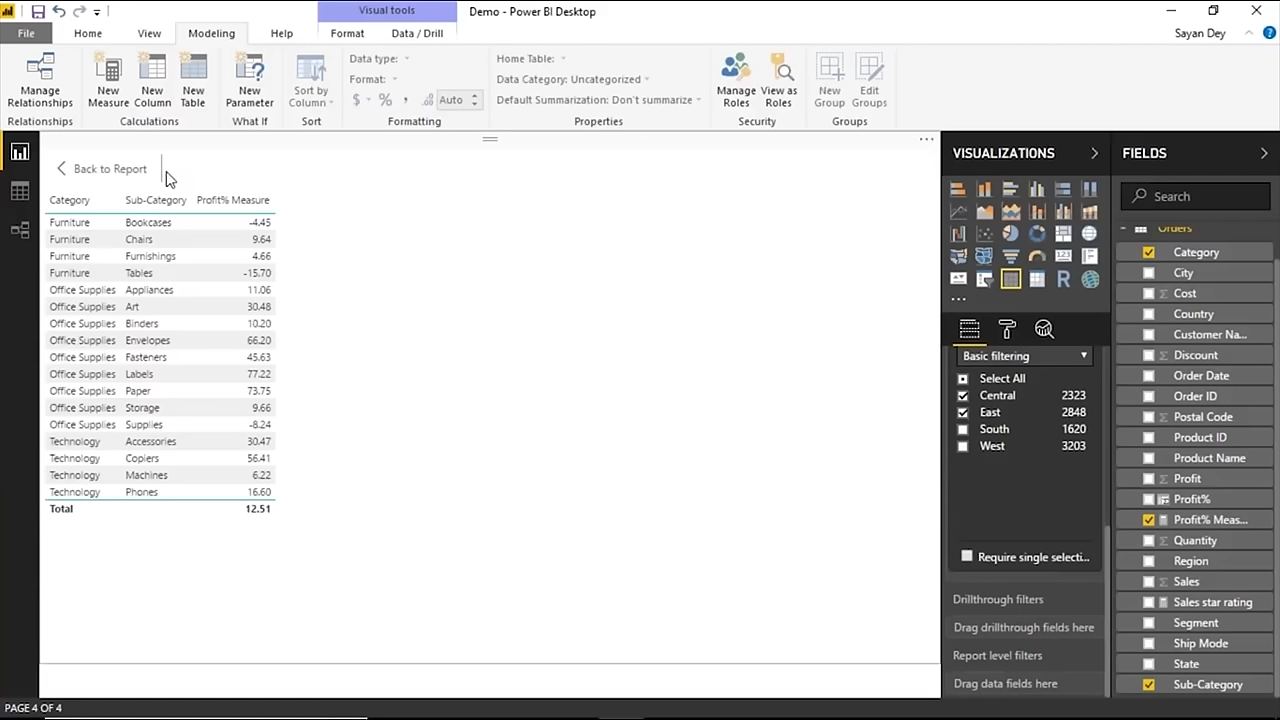 Visual tools
Demo - Power BI Desktop
File
Home
View
Modeling
Help
Format
Data / Drill
Sayan Dey
Manage Relationships
New Measure
New Column
New Table
New Parameter
Sort by Column
Data type:
Format:
$ % , .00 Auto
Home Table:
Data Category: Uncategorized
Default Summarization: Don't summarize
Manage Roles
View as Roles
New Group
Edit Groups
Relationships
Calculations
What If
Sort
Formatting
Properties
Security
Groups
Back to Report
Category Sub-Category Profit% Measure
Furniture Bookcases -4.45
Furniture Chairs 9.64
Furniture Furnishings 4.66
Furniture Tables -15.70
Office Supplies Appliances 11.06
Office Supplies Art 30.48
Office Supplies Binders 10.20
Office Supplies Envelopes 66.20
Office Supplies Fasteners 45.63
Office Supplies Labels 77.22
Office Supplies Paper 73.75
Office Supplies Storage 9.66
Office Supplies Supplies -8.24
Technology Accessories 30.47
Technology Copiers 56.41
Technology Machines 6.22
Technology Phones 16.60
Total 12.51
VISUALIZATIONS
Basic filtering
Select All
Central 2323
East 2848
South 1620
West 3203
Require single selecti...
Drillthrough filters
Drag drillthrough fields here
Report level filters
Drag data fields here
FIELDS
Search
Orders
Category
City
Cost
Country
Customer Na...
Discount
Order Date
Order ID
Postal Code
Product ID
Product Name
Profit
Profit%
Profit% Meas...
Quantity
Region
Sales
Sales star rating
Segment
Ship Mode
State
Sub-Category
PAGE 4 OF 4